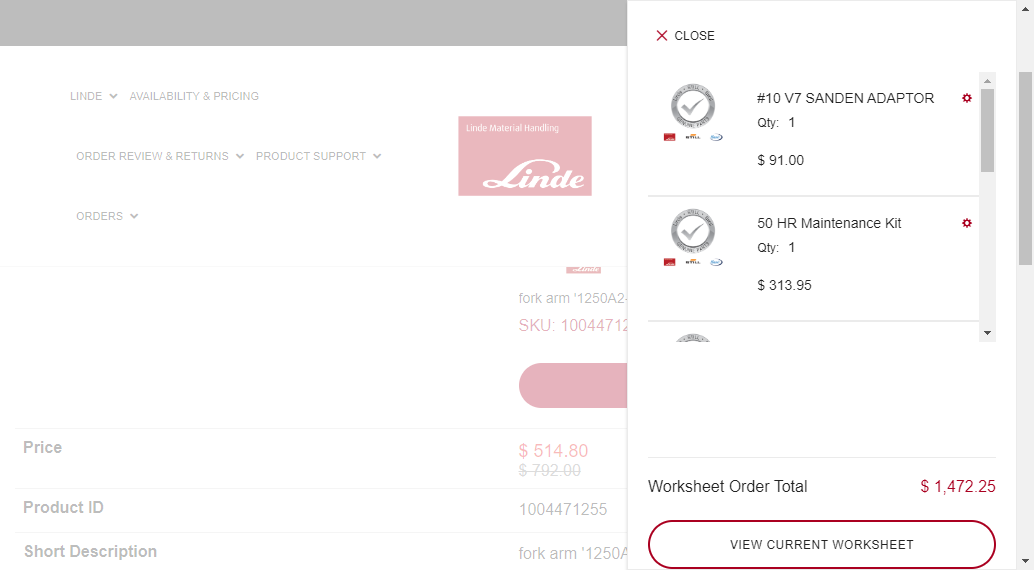 CLOSE
LINDE
AVAILABILITY & PRICING
ORDER REVIEW & RETURNS
PRODUCT SUPPORT
ORDERS
Linde Material Handling
Linde
Linde
fork arm '1250A2-
SKU: 10044712
Price
$ 514.80
$ 792.00
Product ID
1004471255
Short Description
fork arm '1250A
#10 V7 SANDEN ADAPTOR
Qty: 1
$ 91.00
50 HR Maintenance Kit
Qty: 1
$ 313.95
Worksheet Order Total
$ 1,472.25
VIEW CURRENT WORKSHEET